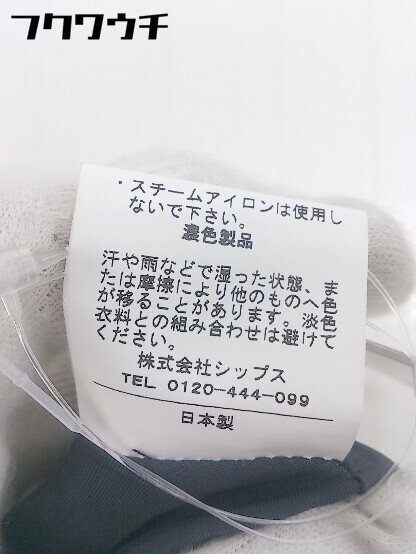 フクワウチ
・スチームアイロンは使用し
ないで下さい。
濃色製品
汗や雨などで湿った状態、ま
たは摩擦により他のものへ色
が移ることがあります。淡色
衣料との組み合わせは避けて
ください。
株式会社シップス
TEL 0120-444-099
日本製